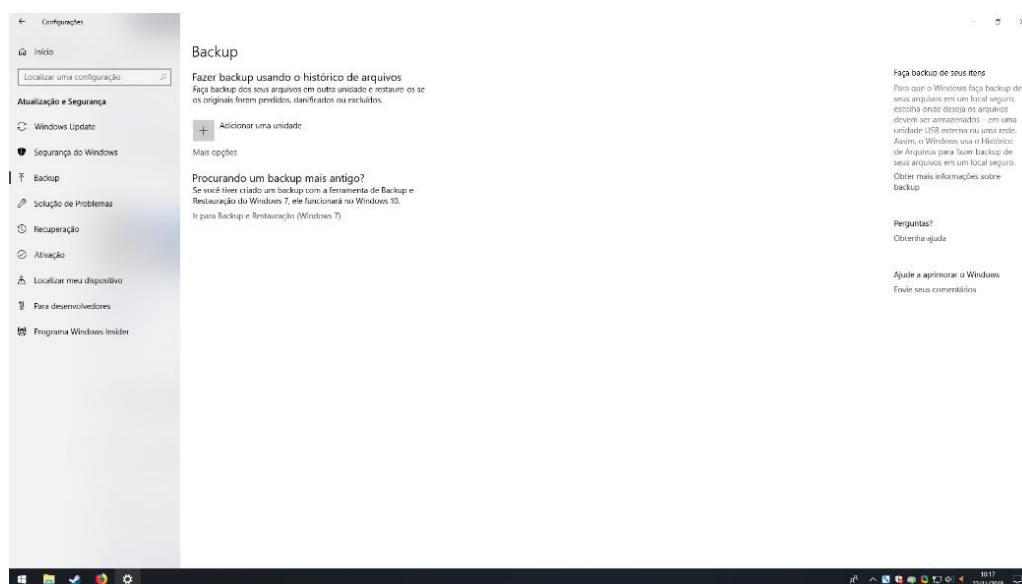 Configurações
Início
Localizar uma configuração
Atualização e Segurança
Windows Update
Segurança do Windows
Backup
Solução de Problemas
Recuperação
Ativação
Localizar meu dispositivo
Para desenvolvedores
Programa Windows Insider
Backup
Fazer backup usando o histórico de arquivos
Faça backup dos seus arquivos em outra unidade e restaure os se
os originais forem perdidos, danificados ou excluídos.
Adicionar uma unidade
Mais opções
Procurando um backup mais antigo?
Se você tiver criado um backup com a ferramenta de Backup e
Restauração do Windows 7, ele funcionará no Windows 10.
Ir para Backup e Restauração (Windows 7)
Faça backup de seus itens
Para que o Windows faça backup de
seus arquivos em um local seguro,
escolha onde deseja os arquivos
devem ser armazenados - em uma
unidade USB externa ou uma rede.
Assim, o Windows usa o Histórico
de Arquivos para fazer backup de
seus arquivos em um local seguro.
Obter mais informações sobre
backup
Perguntas?
Obtenha ajuda
Ajude a aprimorar o Windows
Envie seus comentários
10:17